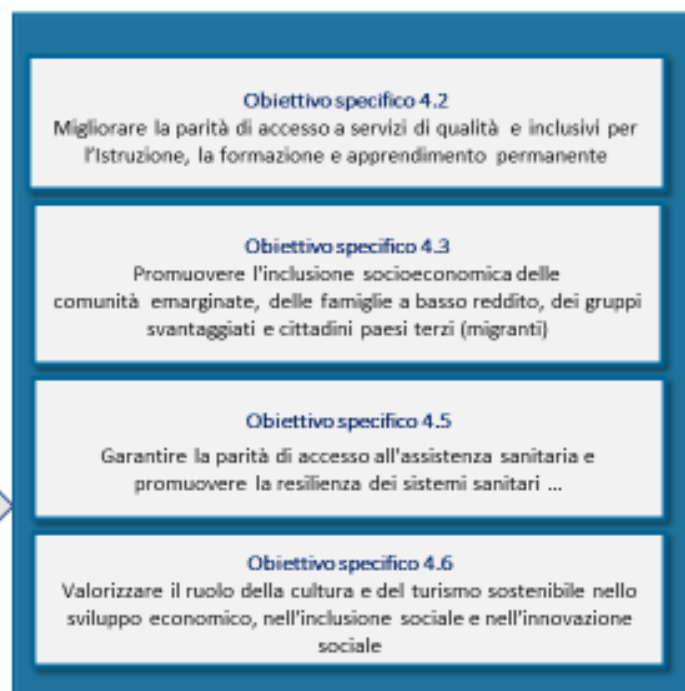 Obiettivo specifico 4.2
Migliorare la parità di accesso a servizi di qualità e inclusivi per
l'Istruzione, la formazione e apprendimento permanente
Obiettivo specifico 4.3
Promuovere l'inclusione socioeconomica delle
comunità emarginate, delle famiglie a basso reddito, dei gruppi
svantaggiati e cittadini paesi terzi (migranti)
Obiettivo specifico 4.5
Garantire la parità di accesso all'assistenza sanitaria e
promuovere la resilienza dei sistemi sanitari ...
Obiettivo specifico 4.6
Valorizzare il ruolo della cultura e del turismo sostenibile nello
sviluppo economico, nell'inclusione sociale e nell'innovazione
sociale